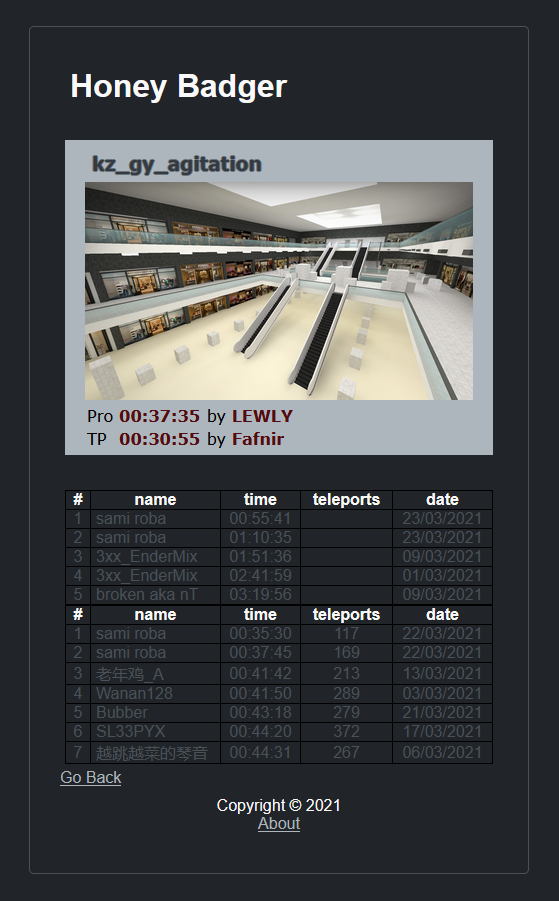 Honey Badger
kz_gy_agitation
Pro 00:37:35 by LEWLY
TP 00:30:55 by Fafnir
# name time teleports date
1 sami roba 00:55:41 23/03/2021
2 sami roba 01:10:35 23/03/2021
3 3xx_EnderMix 01:51:36 09/03/2021
4 3xx_EnderMix 02:41:59 01/03/2021
5 broken aka nT 03:19:56 09/03/2021
# name time teleports date
1 sami roba 00:35:30 117 22/03/2021
2 sami roba 00:37:45 169 22/03/2021
3 老年鸡_A 00:41:42 213 13/03/2021
4 Wanan128 00:41:50 289 03/03/2021
5 Bubber 00:43:18 279 21/03/2021
6 SL33PYX 00:44:20 372 17/03/2021
7 越跳越菜的琴音 00:44:31 267 06/03/2021
Go Back
Copyright © 2021
About